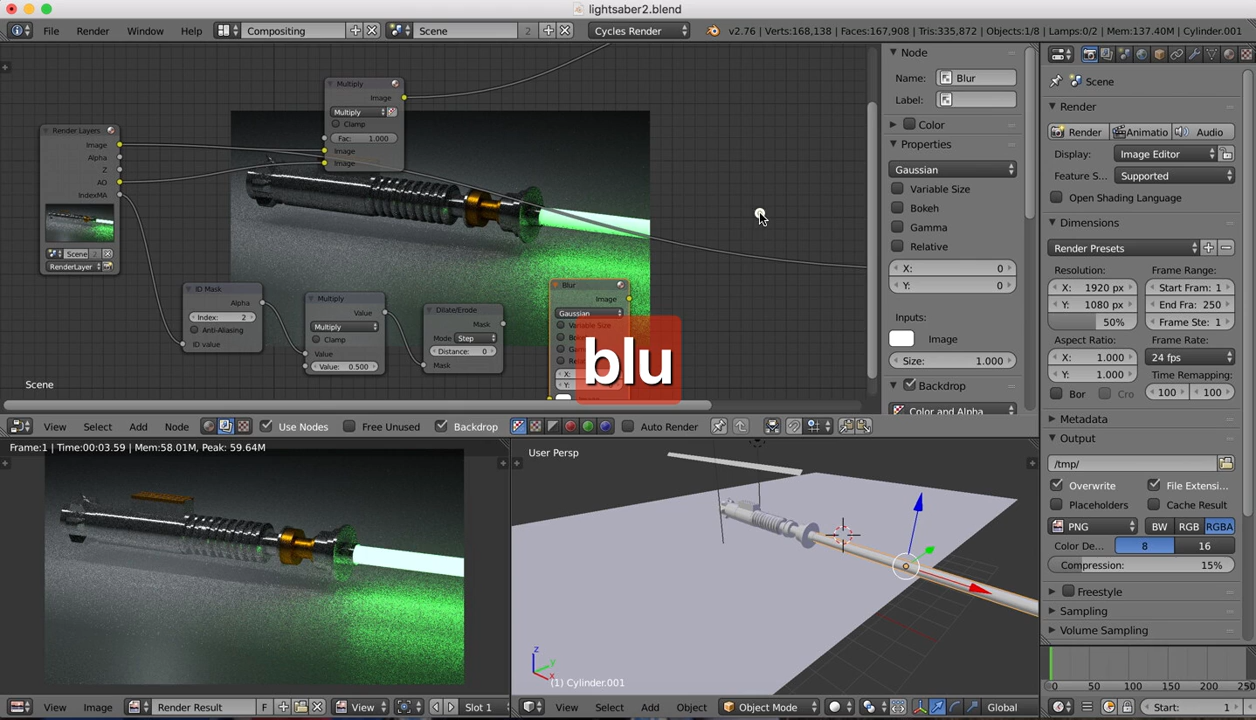 lightsaber2.blend
File Render Window Help Compositing Scene 2 Cycles Render v2.76 | Verts:168,138 | Faces:167,908 | Tris:335,872 | Objects:1/8 | Lamps:0/2 | Mem:137.40M | Cylinder.001
Multiply
Image
Multiply
Clamp
Fac: 1.000
Image
Image
Render Layers
Image
Alpha
Z
AO
IndexMA
Scene 2
RenderLayer
ID Mask
Alpha
Index: 2
Anti-Aliasing
ID value
Multiply
Value
Multiply
Clamp
Value
Value: 0.500
Dilate/Erode
Mask
Mode Step
Distance: 0
Mask
Blur
Image
Gaussian
Variable Size
X:
Y:
blu
Scene
Node
Name: Blur
Label:
Color
Properties
Gaussian
Variable Size
Bokeh
Gamma
Relative
X: 0
Y: 0
Inputs:
Image
Size: 1.000
Backdrop
Color and Alpha
Scene
Render
Render Animatio Audio
Display: Image Editor
Feature S... Supported
Open Shading Language
Dimensions
Render Presets
Resolution: Frame Range:
X: 1920 px Start Fram: 1
Y: 1080 px End Fra: 250
50% Frame Ste: 1
Aspect Ratio: Frame Rate:
X: 1.000 24 fps
Y: 1.000 Time Remapping:
Bor Cro 100 100
Metadata
Output
/tmp/
Overwrite File Extensi...
Placeholders Cache Result
PNG BW RGB RGBA
Color De... 8 16
Compression: 15%
Freestyle
Sampling
Volume Sampling
View Select Add Node Use Nodes Free Unused Backdrop Auto Render
Frame:1 | Time:00:03.59 | Mem:58.01M, Peak: 59.64M
User Persp
z
y
x
(1) Cylinder.001
0 50 100 150 200 250
View Image Render Result F View Slot 1
View Select Add Object Object Mode Global
Start: 1